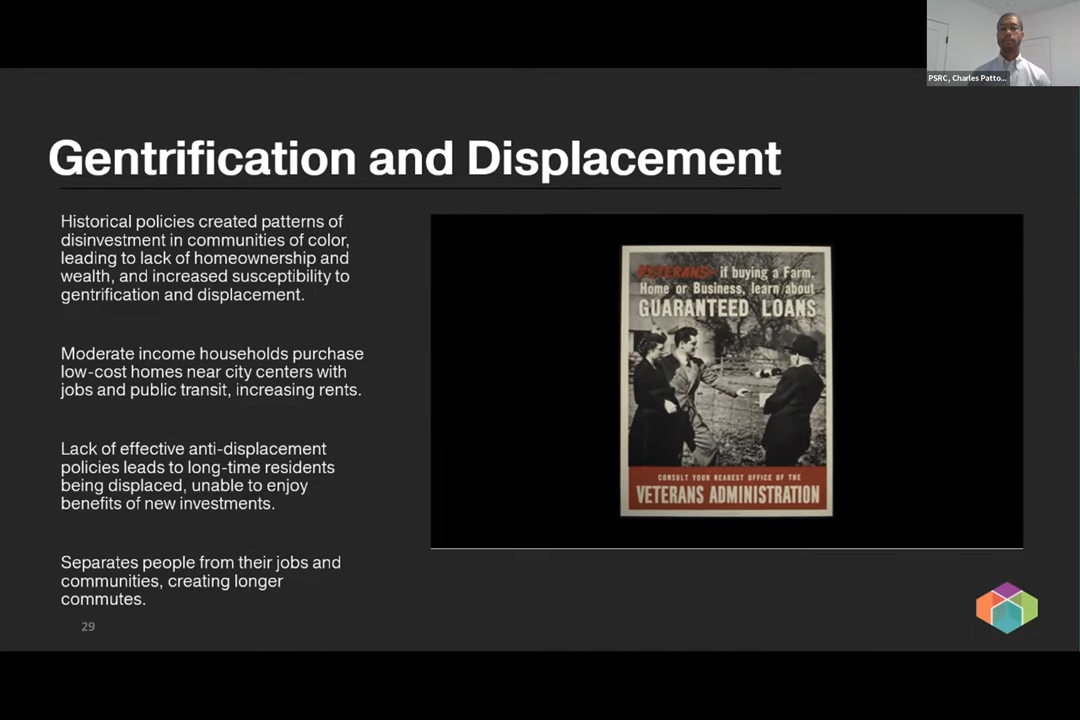 PSRC, Charles Patto...
Gentrification and Displacement
Historical policies created patterns of
disinvestment in communities of color,
leading to lack of homeownership and
wealth, and increased susceptibility to
gentrification and displacement.
Moderate income households purchase
low-cost homes near city centers with
jobs and public transit, increasing rents.
Lack of effective anti-displacement
policies leads to long-time residents
being displaced, unable to enjoy
benefits of new investments.
Separates people from their jobs and
communities, creating longer
commutes.
29
VETERANS- if buying a Farm,
Home or Business, learn about
GUARANTEED LOANS
CONSULT YOUR NEAREST OFFICE OF THE
VETERANS ADMINISTRATION